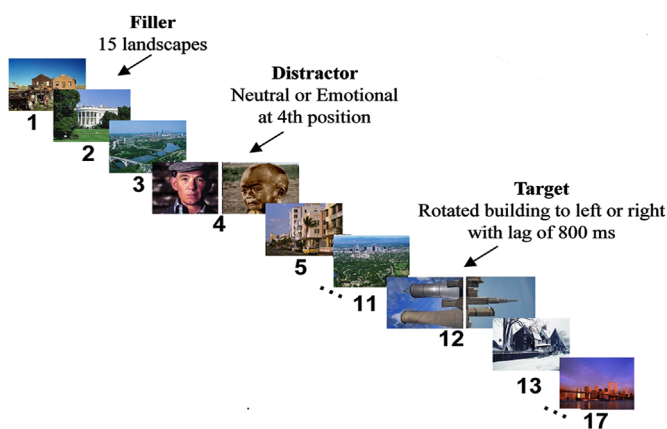 Filler
15 landscapes
Distractor
Neutral or Emotional
at 4th position
Target
Rotated building to left or right
with lag of 800 ms
1
2
3
4
5
11
12
13
17